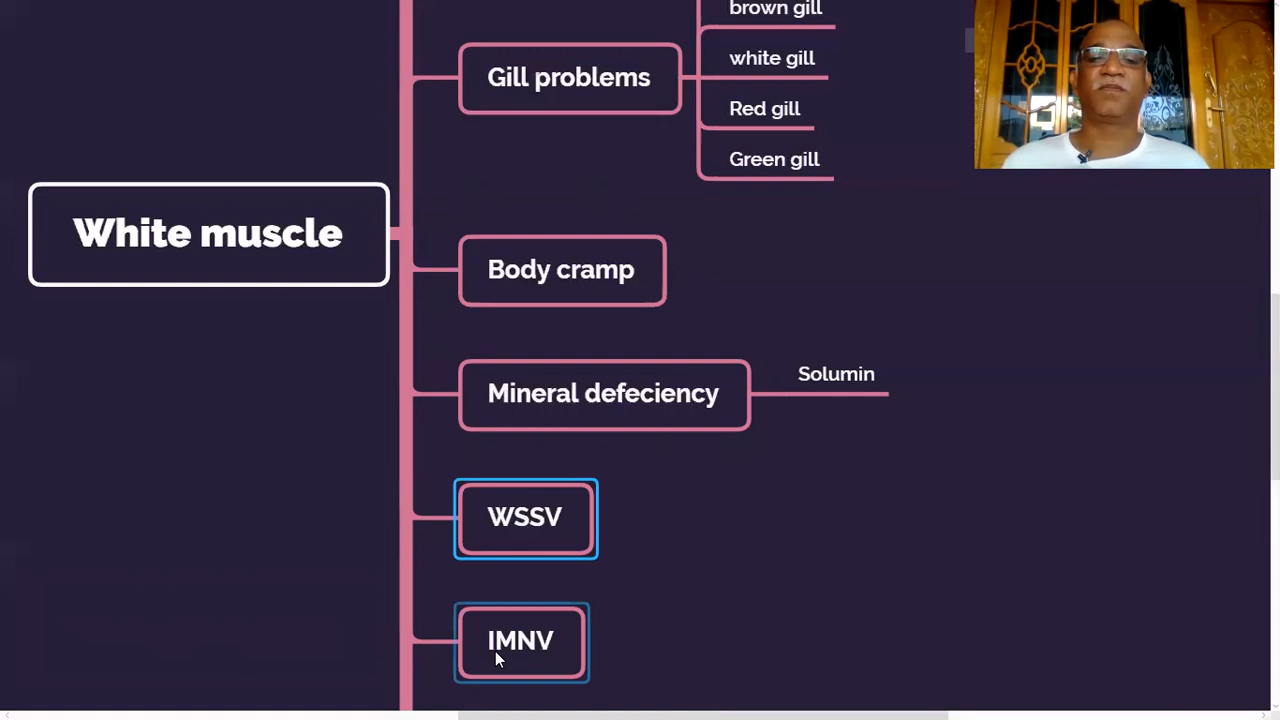 brown gill
Gill problems
white gill
Red gill
Green gill
White muscle
Body cramp
Mineral defeciency
Solumin
WSSV
IMNV